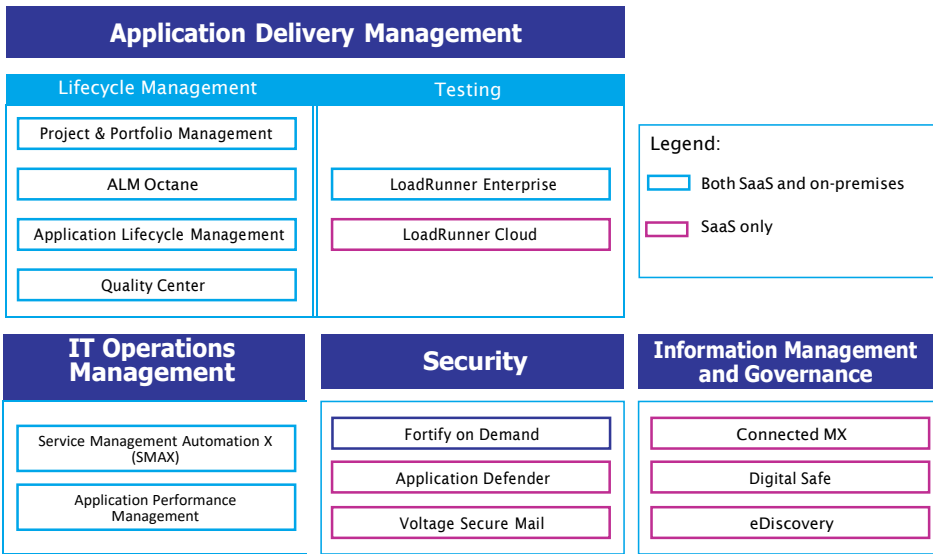 Application Delivery Management
Lifecycle Management
Project & Portfolio Management
ALM Octane
Application Lifecycle Management
Quality Center
Testing
LoadRunner Enterprise
LoadRunner Cloud
Legend:
Both SaaS and on-premises
SaaS only
IT Operations
Management
Service Management Automation X
(SMAX)
Application Performance
Management
Security
Fortify on Demand
Application Defender
Voltage Secure Mail
Information Management
and Governance
Connected MX
Digital Safe
eDiscovery